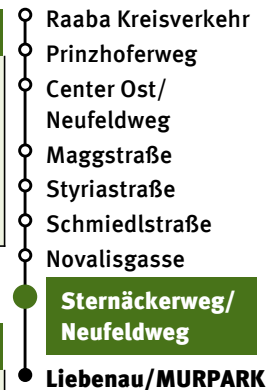 Raaba Kreisverkehr
Prinzhoferweg
Center Ost/
Neufeldweg
Maggstraße
Styriastraße
Schmiedlstraße
Novalisgasse
Sternäckerweg/
Neufeldweg
Liebenau/MURPARK